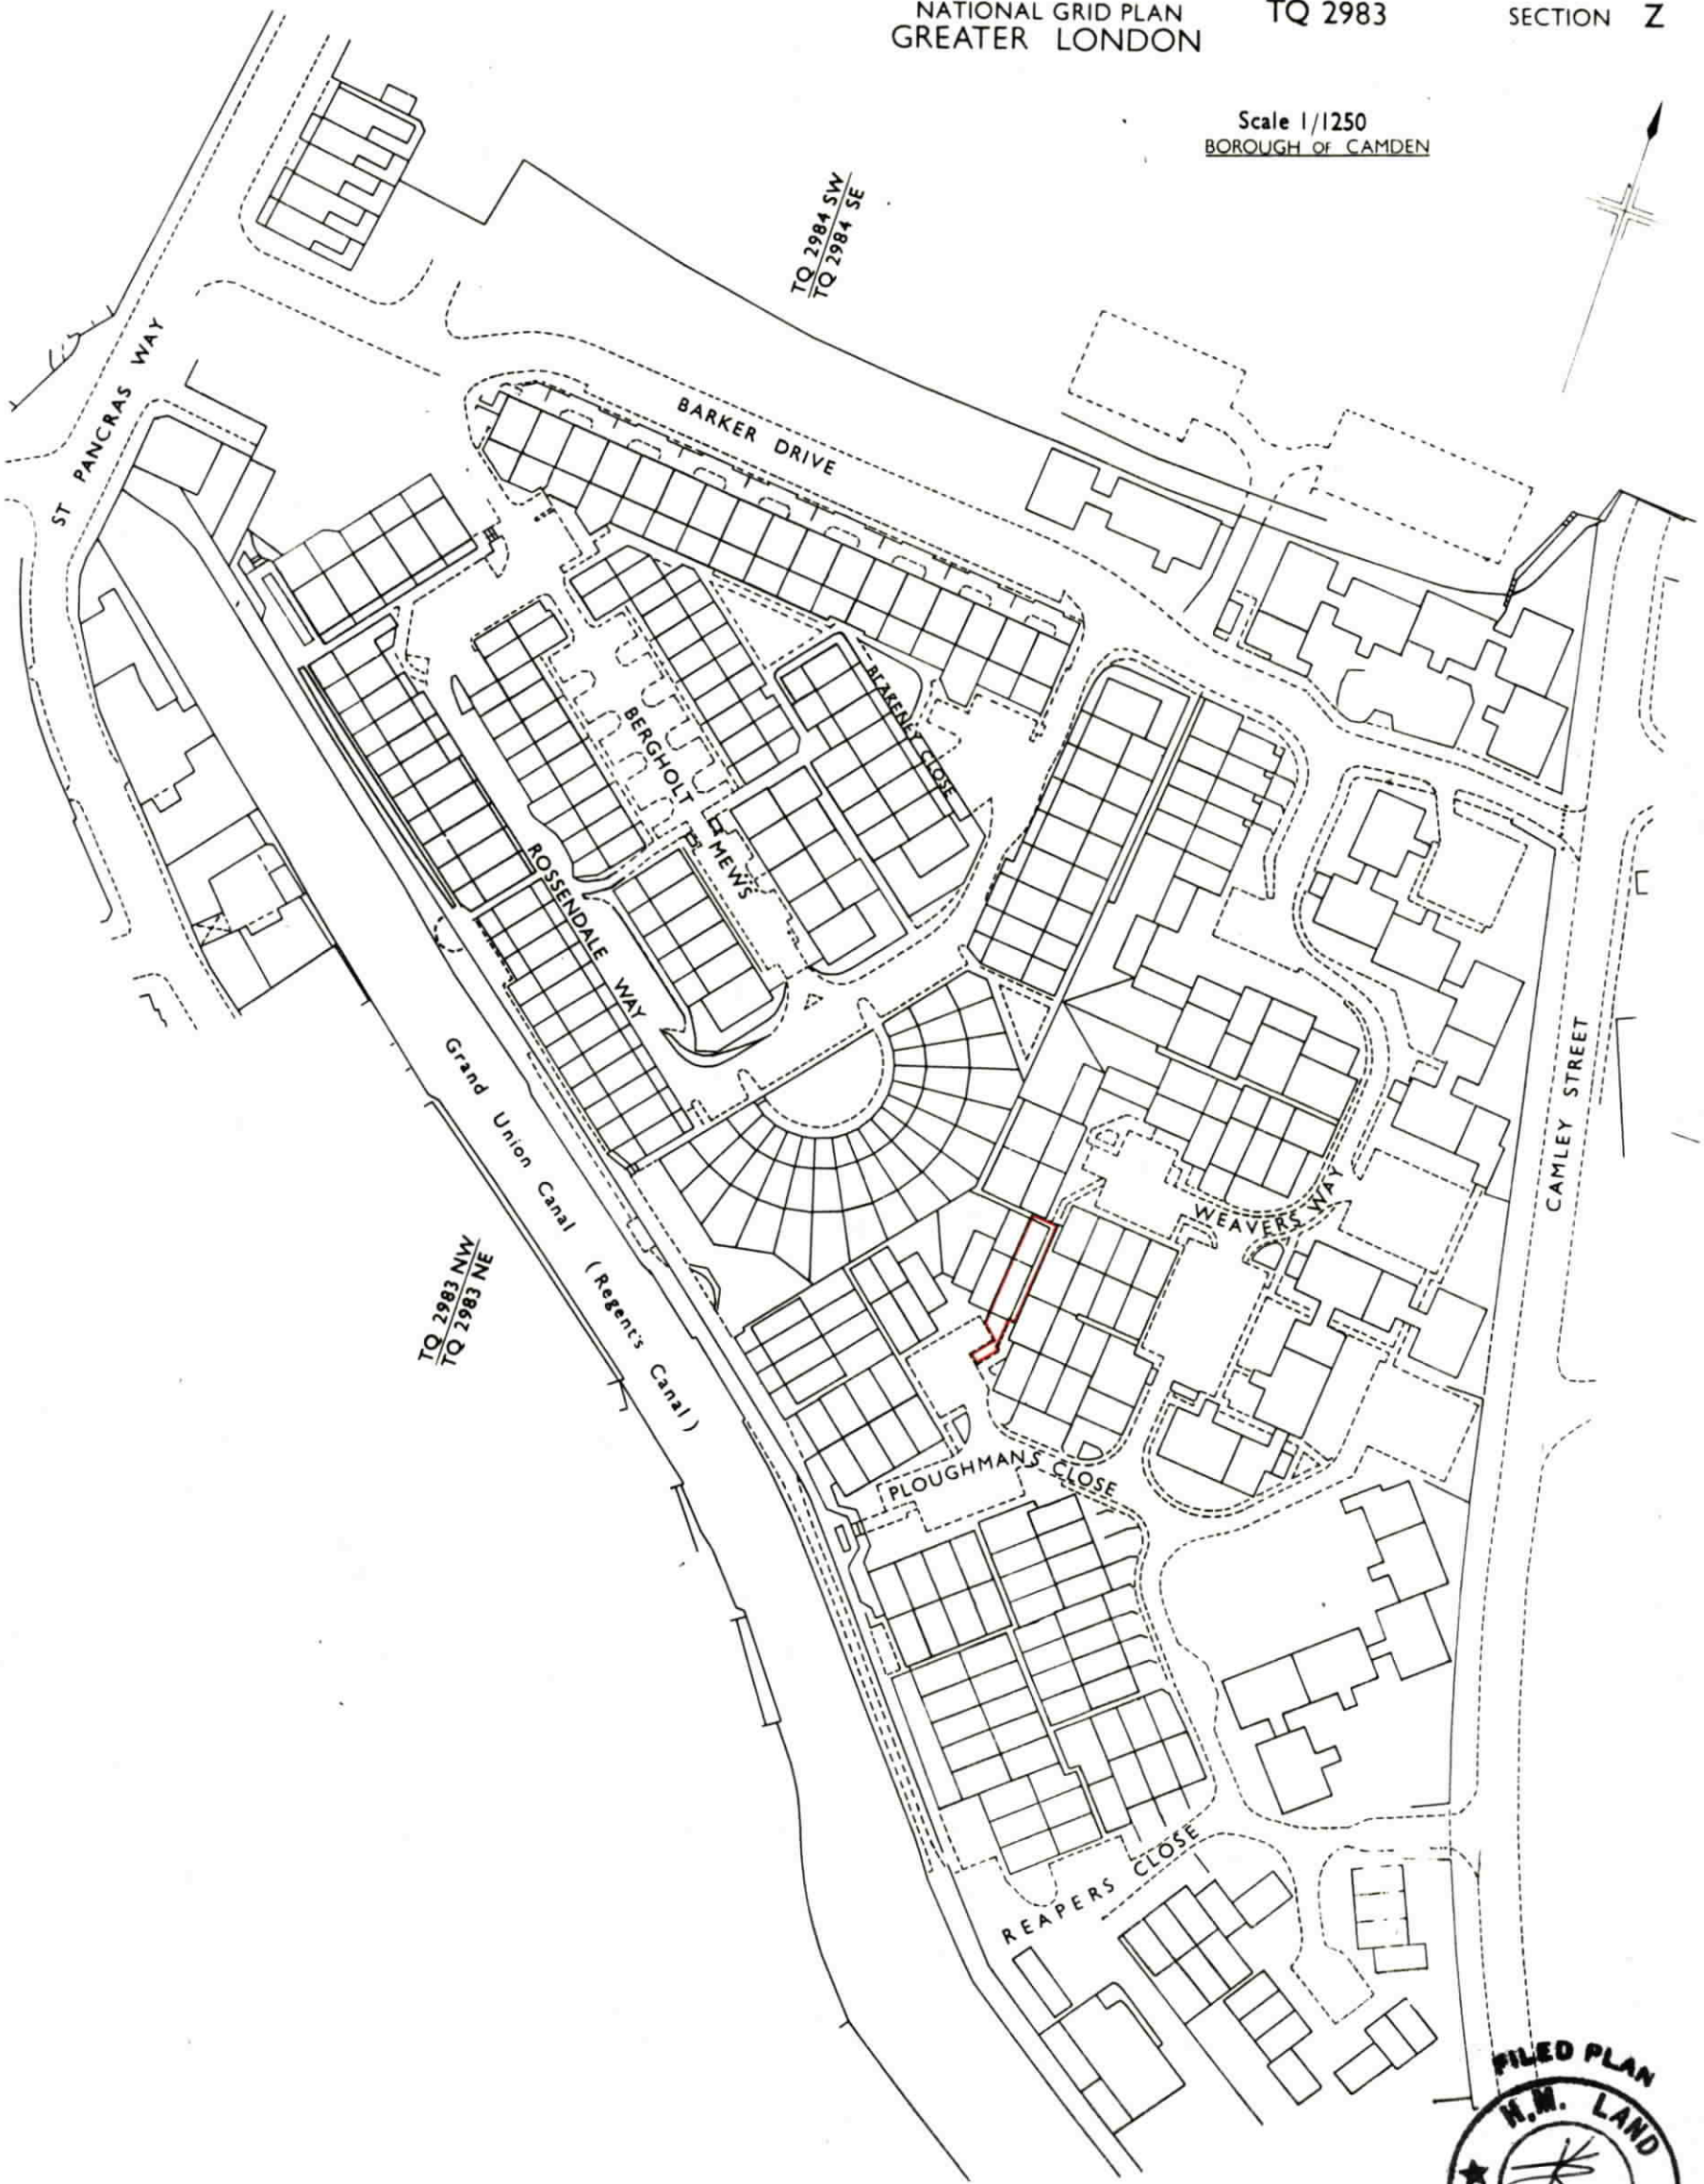 NATIONAL GRID PLAN
GREATER LONDON
TQ 2983
SECTION Z
Scale 1/1250
BOROUGH OF CAMDEN
TQ 2984 SW
TQ 2984 SE
ST PANCRAS WAY
BARKER DRIVE
BLAKENEY CLOSE
BERGHOLT MEWS
ROSSENDALE WAY
CAMLEY STREET
Grand Union Canal (Regent's Canal)
WEAVERS WAY
TQ 2983 NW
TQ 2983 NE
PLOUGHMANS CLOSE
REAPERS CLOSE
FILED PLAN
H.M. LAND